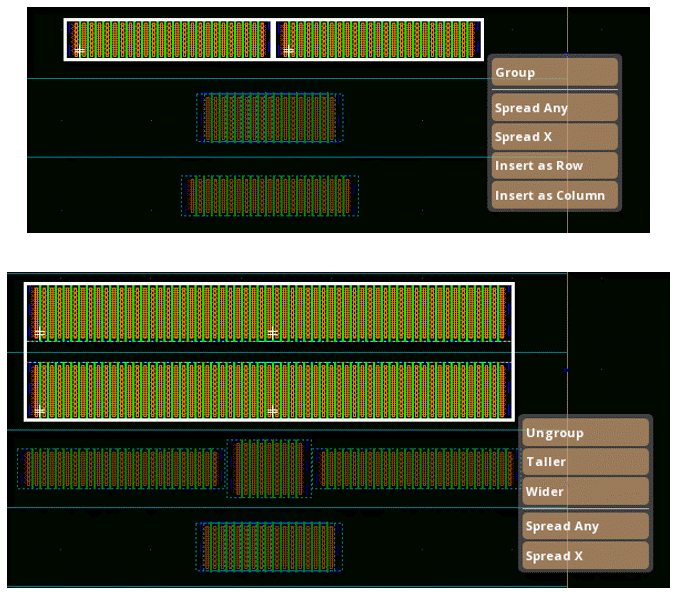 Group
Spread Any
Spread X
Insert as Row
Insert as Column
Ungroup
Taller
Wider
Spread Any
Spread X